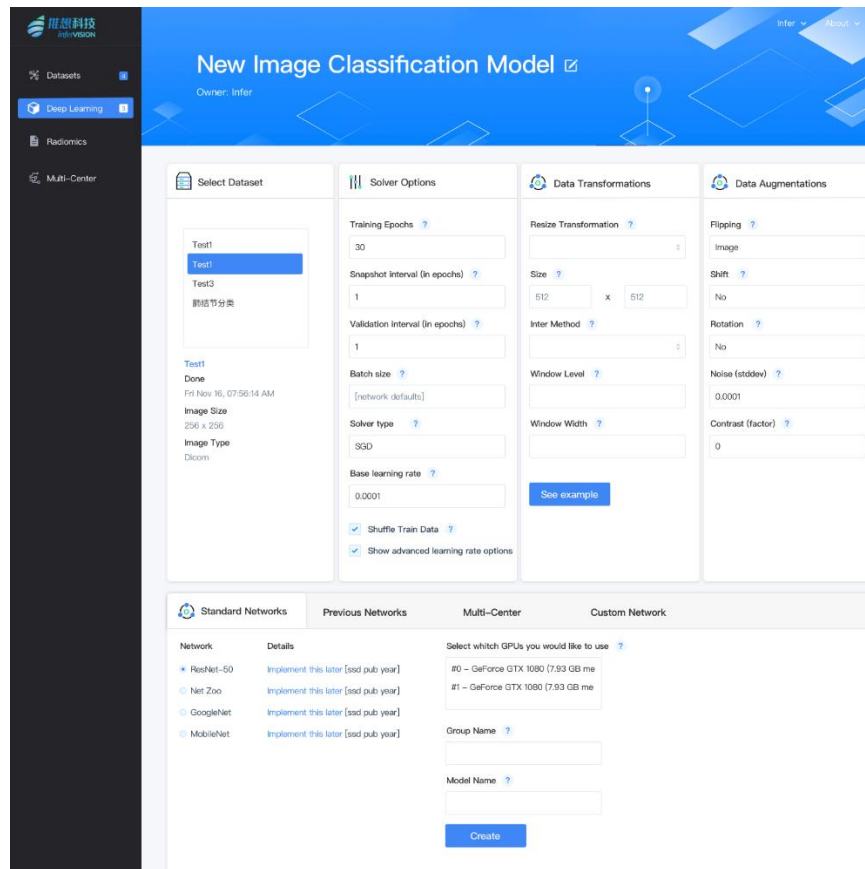 推想科技
inferVISION
Infer
About
Datasets
4
Deep Learning
3
Radiomics
Multi-Center
New Image Classification Model
Owner: Infer
Select Dataset
Test1
Test1
Test3
肺结节分类
Test1
Done
Fri Nov 16, 07:56:14 AM
Image Size
256 x 256
Image Type
Dicom
Solver Options
Training Epochs ?
30
Snapshot interval (in epochs) ?
1
Validation interval (in epochs) ?
1
Batch size ?
[network defaults]
Solver type ?
SGD
Base learning rate ?
0.0001
Shuffle Train Data ?
Show advanced learning rate options
Data Transformations
Resize Transformation ?
Size ?
512 x 512
Inter Method ?
Window Level ?
Window Width ?
See example
Data Augmentations
Flipping ?
Image
Shift ?
No
Rotation ?
No
Noise (stddev) ?
0.0001
Contrast (factor) ?
0
Standard Networks
Previous Networks
Multi-Center
Custom Network
Network Details
ResNet-50 Implement this later [ssd pub year]
Net Zoo Implement this later [ssd pub year]
GoogleNet Implement this later [ssd pub year]
MobileNet Implement this later [ssd pub year]
Select whitch GPUs you would like to use ?
#0 - GeForce GTX 1080 (7.93 GB me
#1 - GeForce GTX 1080 (7.93 GB me
Group Name ?
Model Name ?
Create